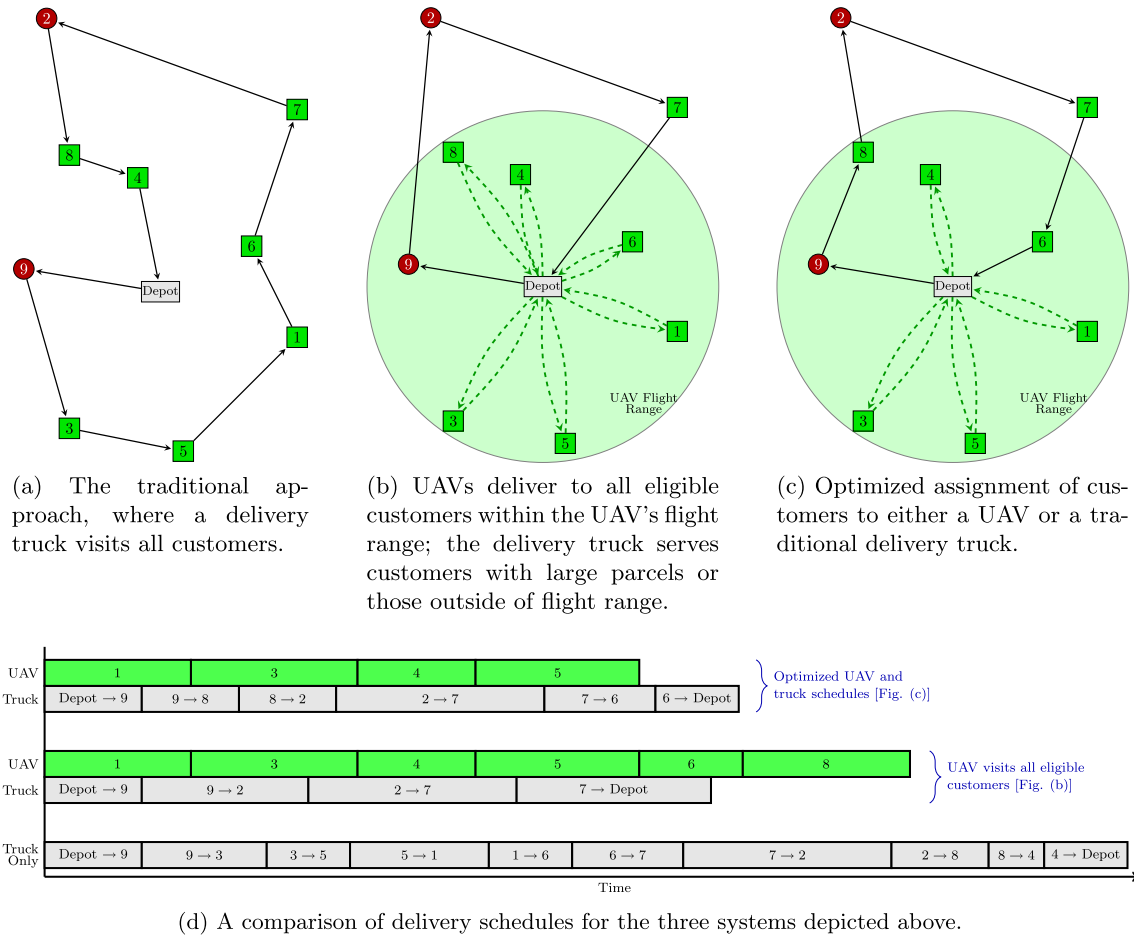 2
7
8
4
6
9
Depot
1
3
5
2
7
8
4
6
9
Depot
1
UAV Flight
Range
3
5
2
7
8
4
6
9
Depot
1
UAV Flight
Range
3
5
(a) The traditional ap-
proach, where a delivery
truck visits all customers.
(b) UAVs deliver to all eligible
customers within the UAV's flight
range; the delivery truck serves
customers with large parcels or
those outside of flight range.
(c) Optimized assignment of cus-
tomers to either a UAV or a tra-
ditional delivery truck.
UAV 1 3 4 5
Truck Depot → 9 9 → 8 8 → 2 2 → 7 7 → 6 6 → Depot
Optimized UAV and
truck schedules [Fig. (c)]
UAV 1 3 4 5 6 8
Truck Depot → 9 9 → 2 2 → 7 7 → Depot
UAV visits all eligible
customers [Fig. (b)]
Truck
Only
Depot → 9 9 → 3 3 → 5 5 → 1 1 → 6 6 → 7 7 → 2 2 → 8 8 → 4 4 → Depot
Time
(d) A comparison of delivery schedules for the three systems depicted above.